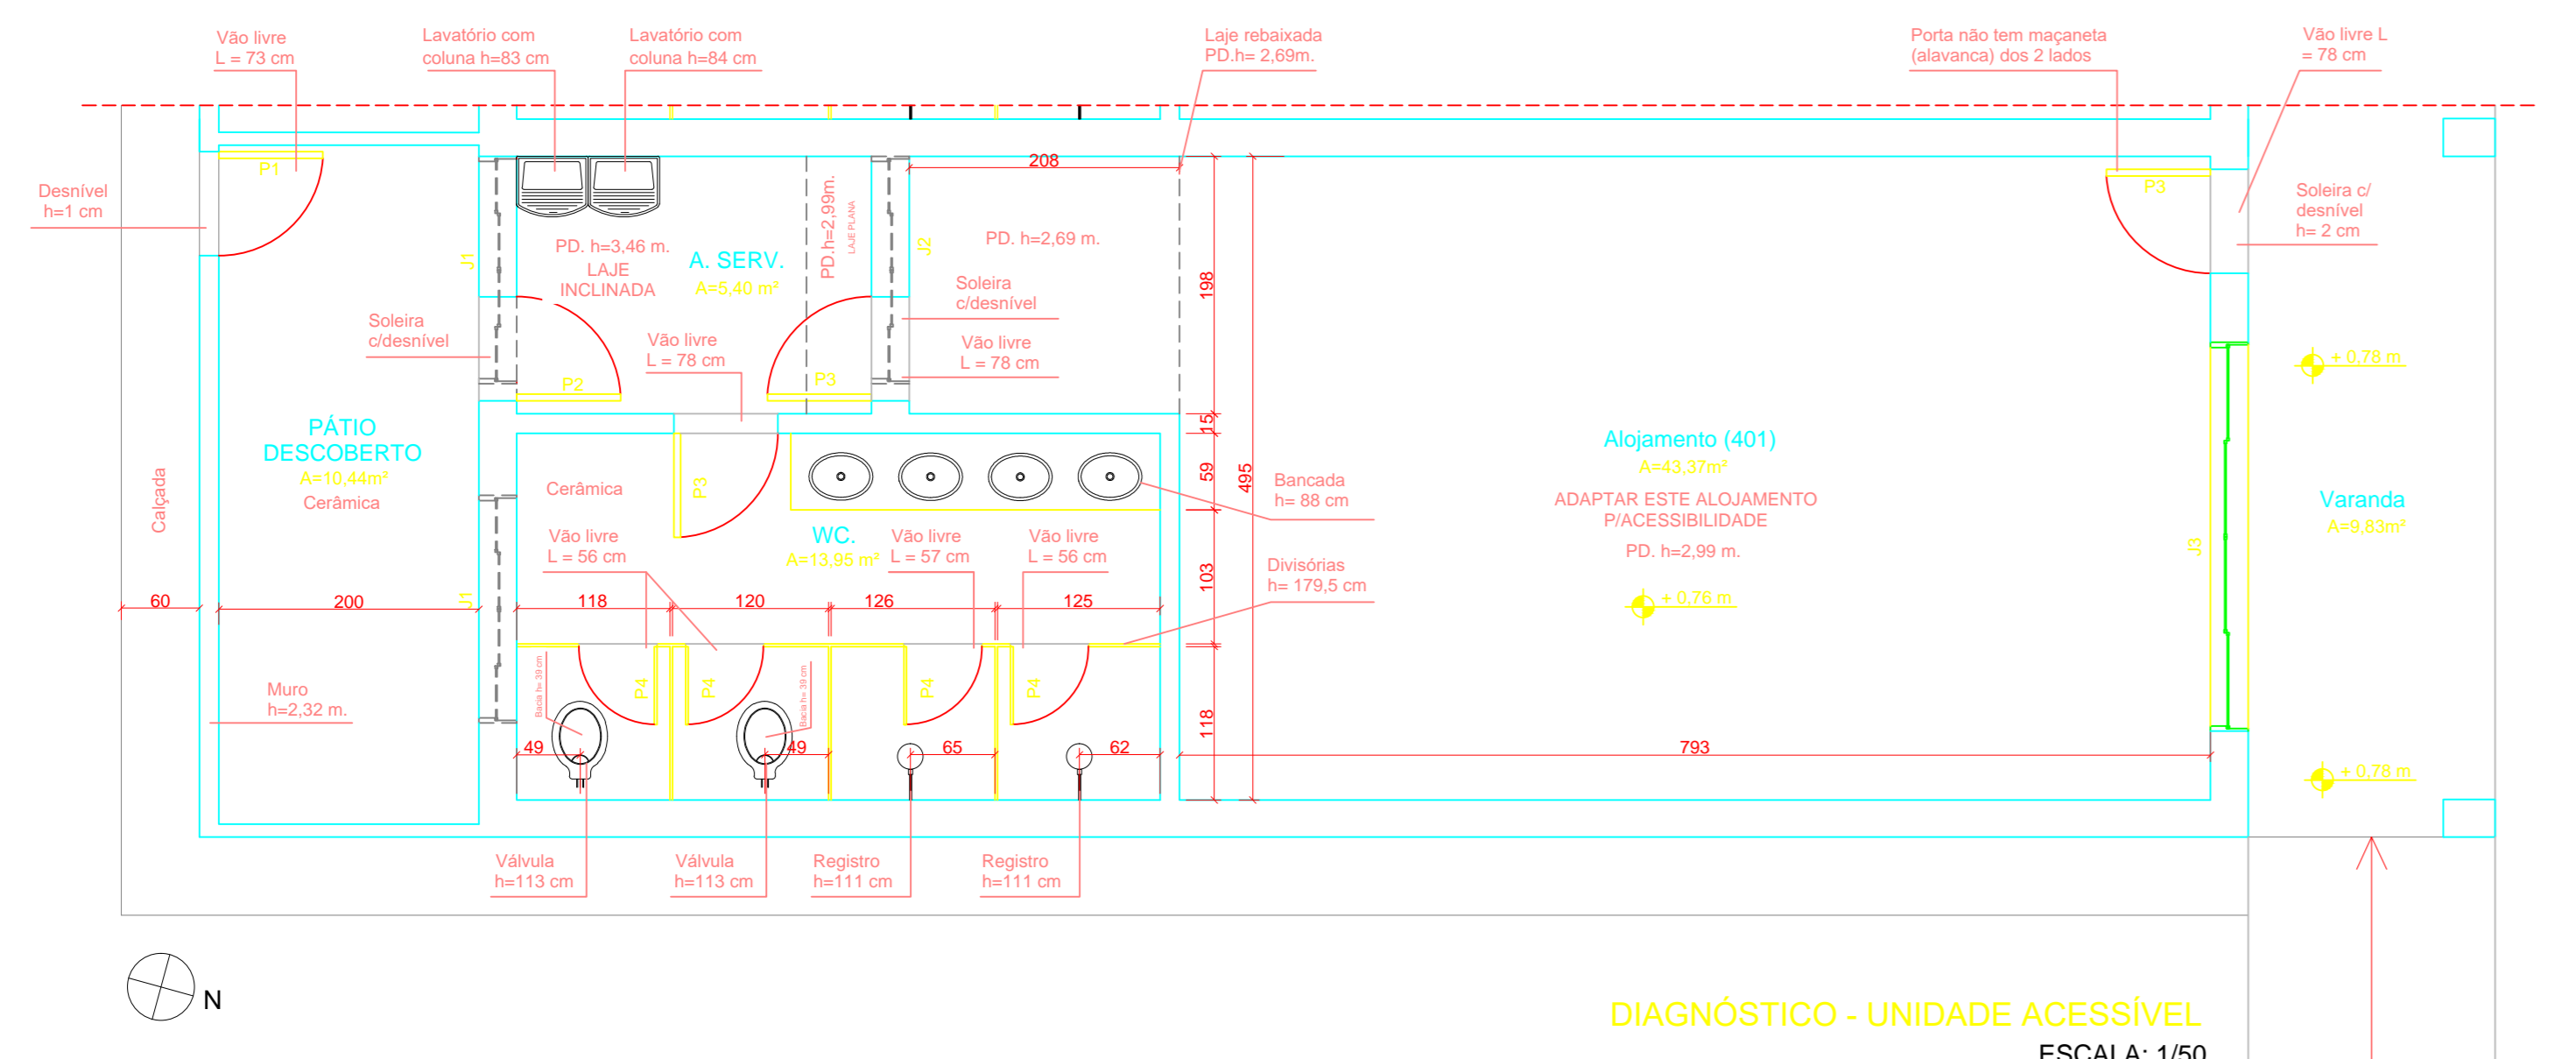 Vão livre
L = 73 cm
Lavatório com
coluna h=83 cm
Lavatório com
coluna h=84 cm
Laje rebaixada
PD.h= 2,69m.
Porta não tem maçaneta
(alavanca) dos 2 lados
Vão livre L
= 78 cm
Desnível
h=1 cm
P1
J1
PD. h=3,46 m.
LAJE
INCLINADA
A. SERV.
A=5,40 m²
PD.h=2,99m.
LAJE PLANA
J2
208
PD. h=2,69 m.
Soleira
c/desnível
Vão livre
L = 78 cm
198
15
59
103
118
495
P3
Soleira c/
desnível
h= 2 cm
Soleira
c/desnível
Vão livre
L = 78 cm
P2
P3
+ 0,78 m
PÁTIO
DESCOBERTO
A=10,44m²
Cerâmica
Calçada
Cerâmica
P3
WC.
A=13,95 m²
Vão livre
L = 56 cm
Vão livre
L = 57 cm
Vão livre
L = 56 cm
Bancada
h= 88 cm
Divisórias
h= 179,5 cm
Alojamento (401)
A=43,37m²
ADAPTAR ESTE ALOJAMENTO
P/ACESSIBILIDADE
PD. h=2,99 m.
+ 0,76 m
J3
Varanda
A=9,83m²
60
200
J1
118
120
126
125
Muro
h=2,32 m.
Bacia h= 39 cm
P4
P4
Bacia h= 39 cm
P4
P4
49
49
65
62
793
+ 0,78 m
Válvula
h=113 cm
Válvula
h=113 cm
Registro
h=111 cm
Registro
h=111 cm
N
DIAGNÓSTICO - UNIDADE ACESSÍVEL
ESCALA: 1/50